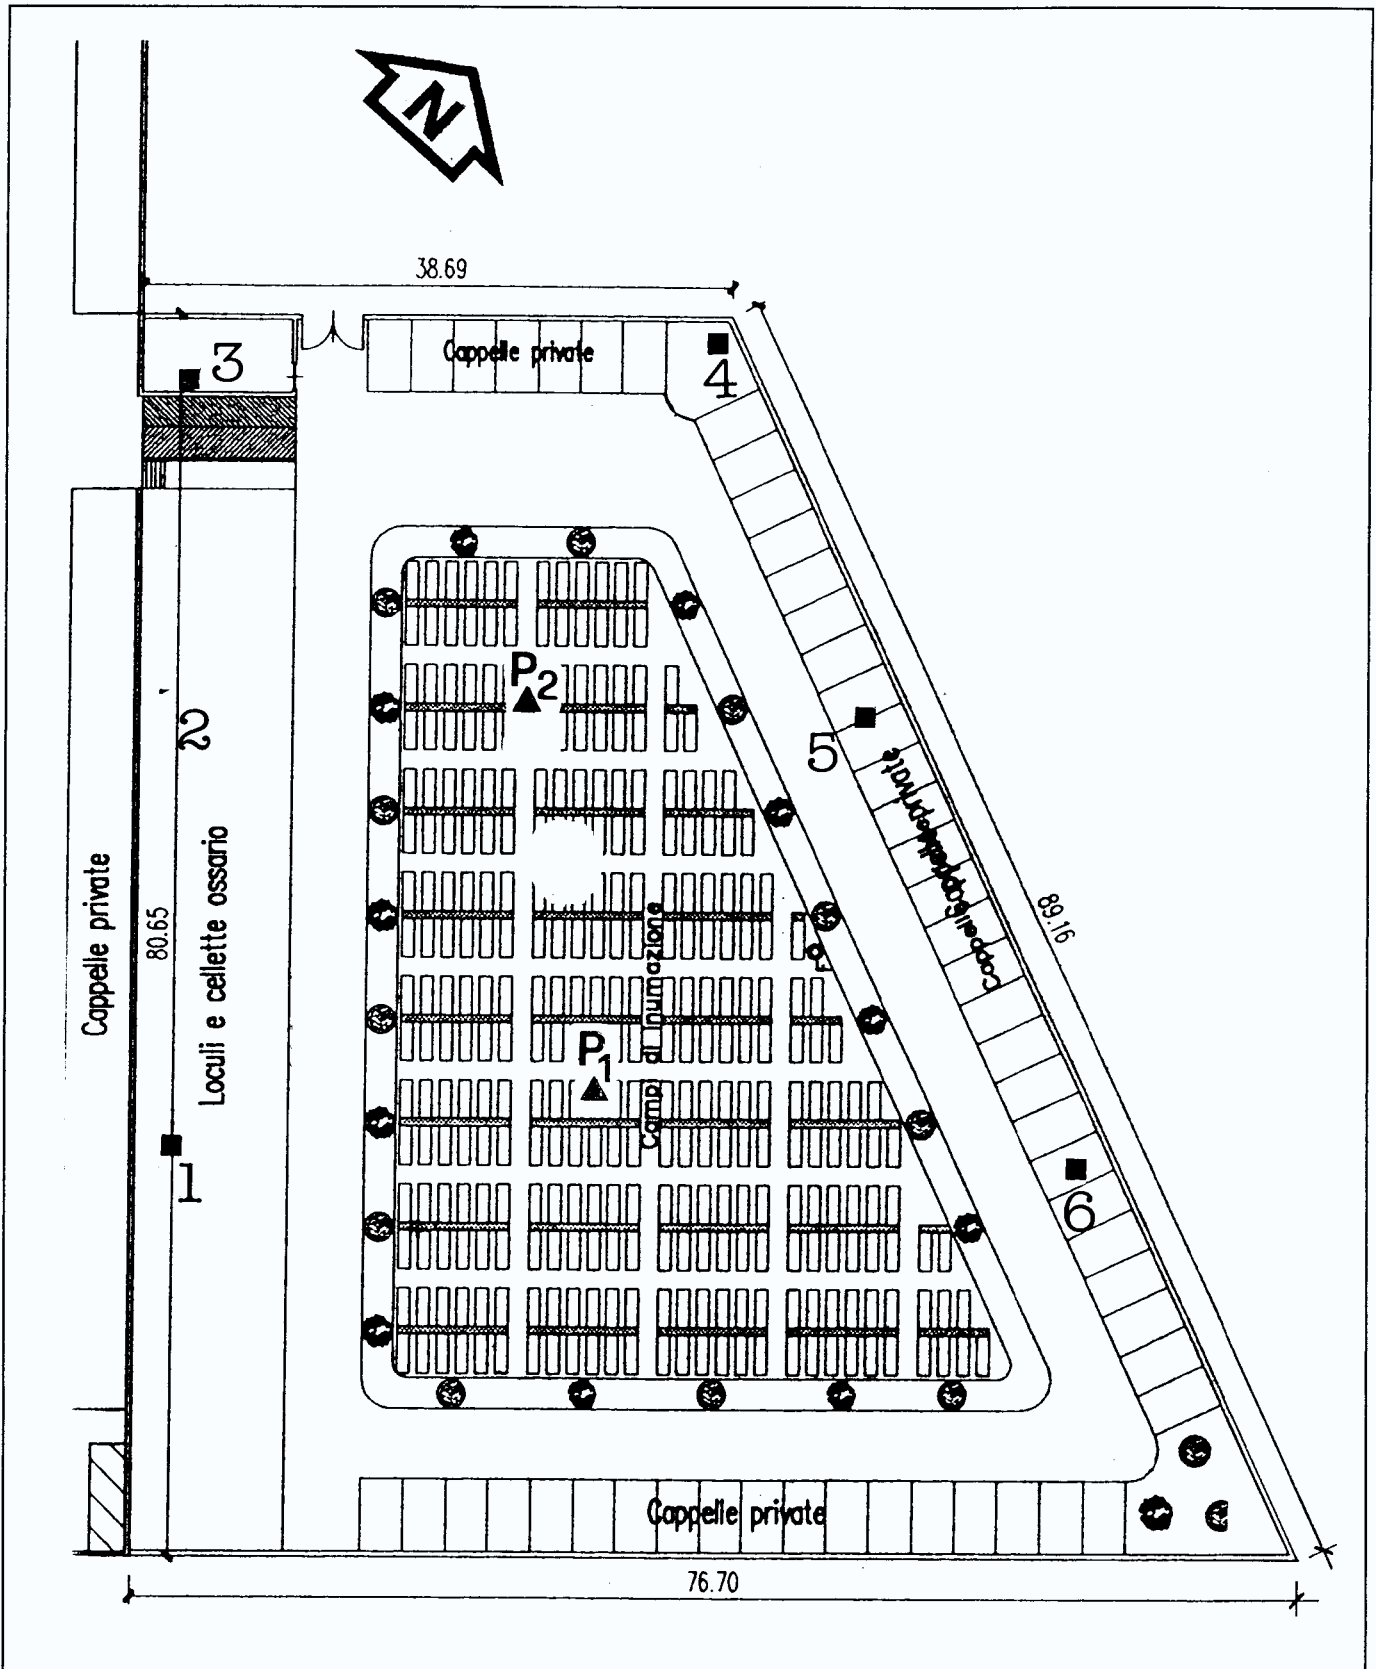 N
38.69
3
Cappelle private
4
P2
2
5
Cappelle private
Cappelle private
Loculi e cellette ossario
80.65
Campi di inumazione
89.16
P1
1
6
Cappelle private
76.70